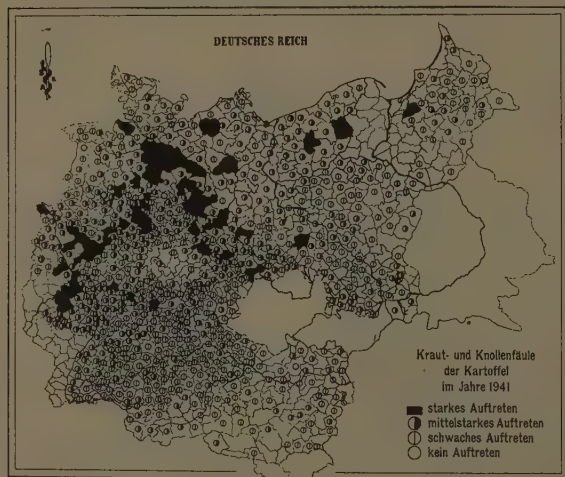 DEUTSCHES REICH
Kraut- und Knollenfäule
der Kartoffel
im Jahre 1941
starkes Auftreten
mittelstarkes Auftreten
schwaches Auftreten
kein Auftreten